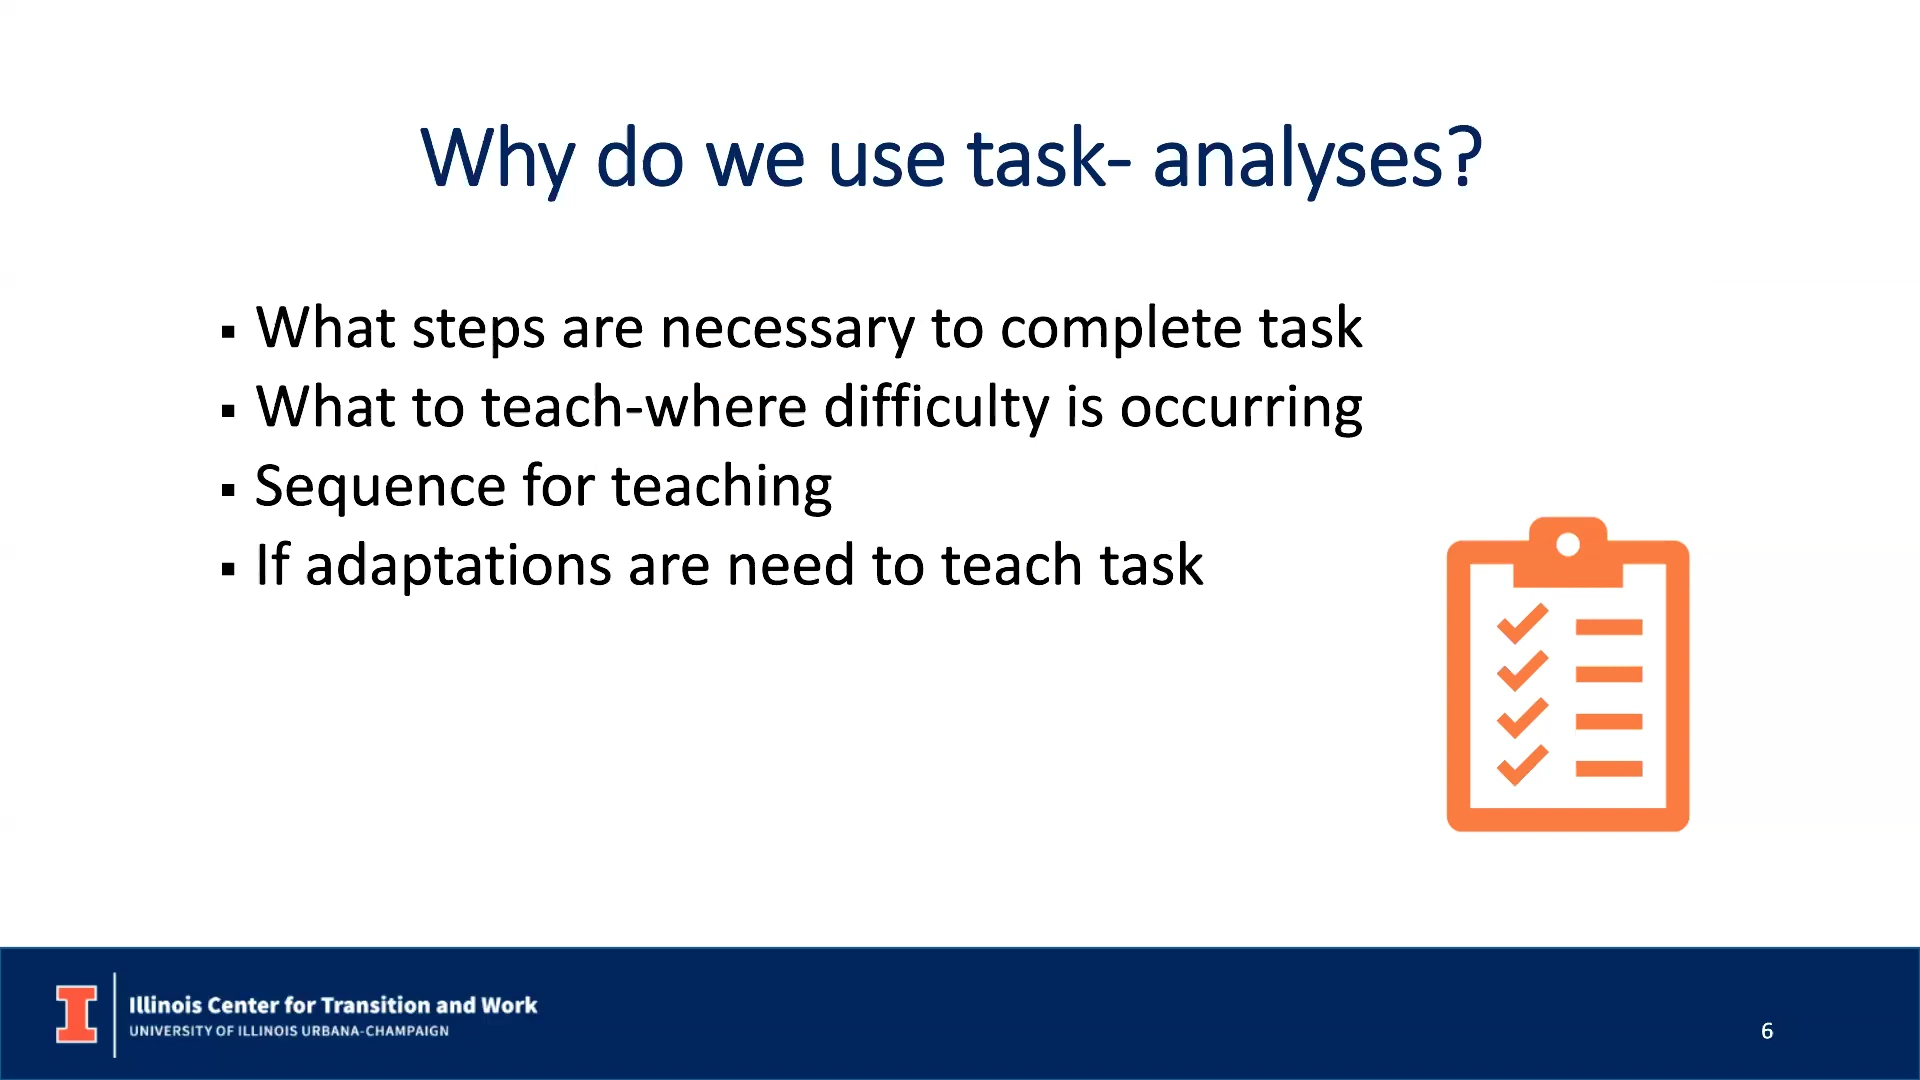 Why do we use task- analyses?
▪ What steps are necessary to complete task
▪ What to teach-where difficulty is occurring
▪ Sequence for teaching
▪ If adaptations are need to teach task
I
Illinois Center for Transition and Work
UNIVERSITY OF ILLINOIS URBANA-CHAMPAIGN
6